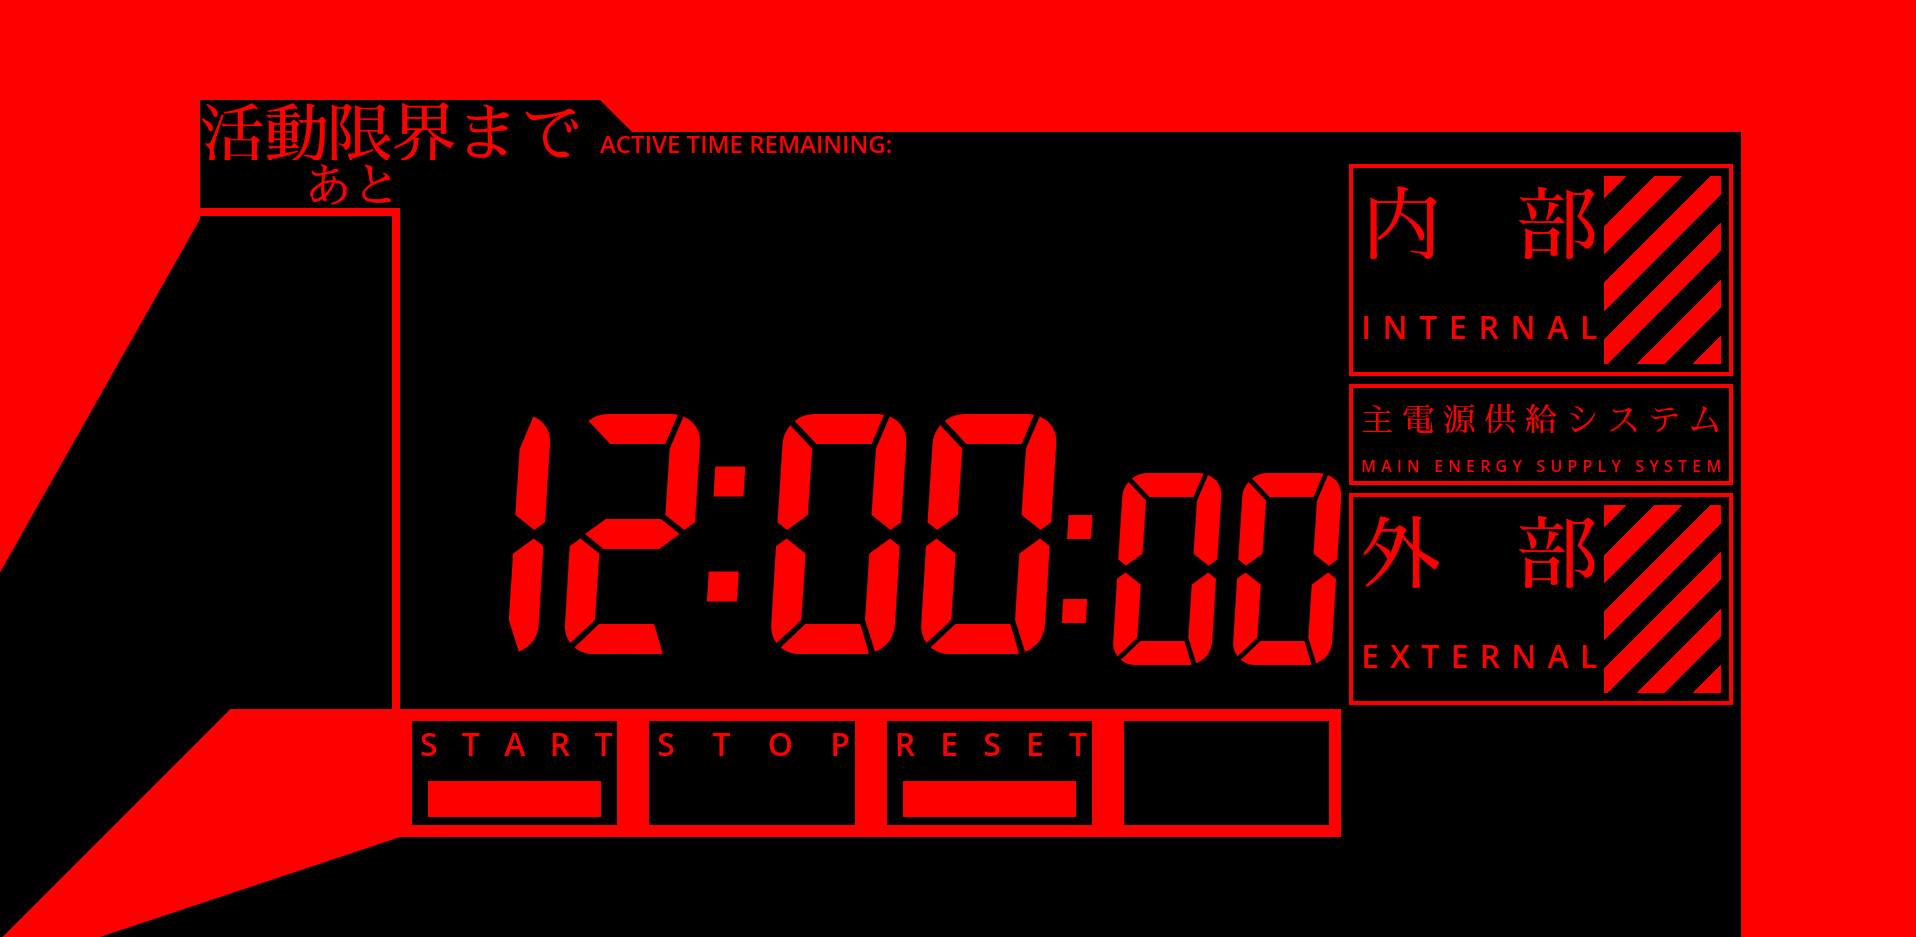 活動限界まで ACTIVE TIME REMAINING:
あと
12:00:00
内部
INTERNAL
主電源供給システム
MAIN ENERGY SUPPLY SYSTEM
外部
EXTERNAL
START STOP RESET